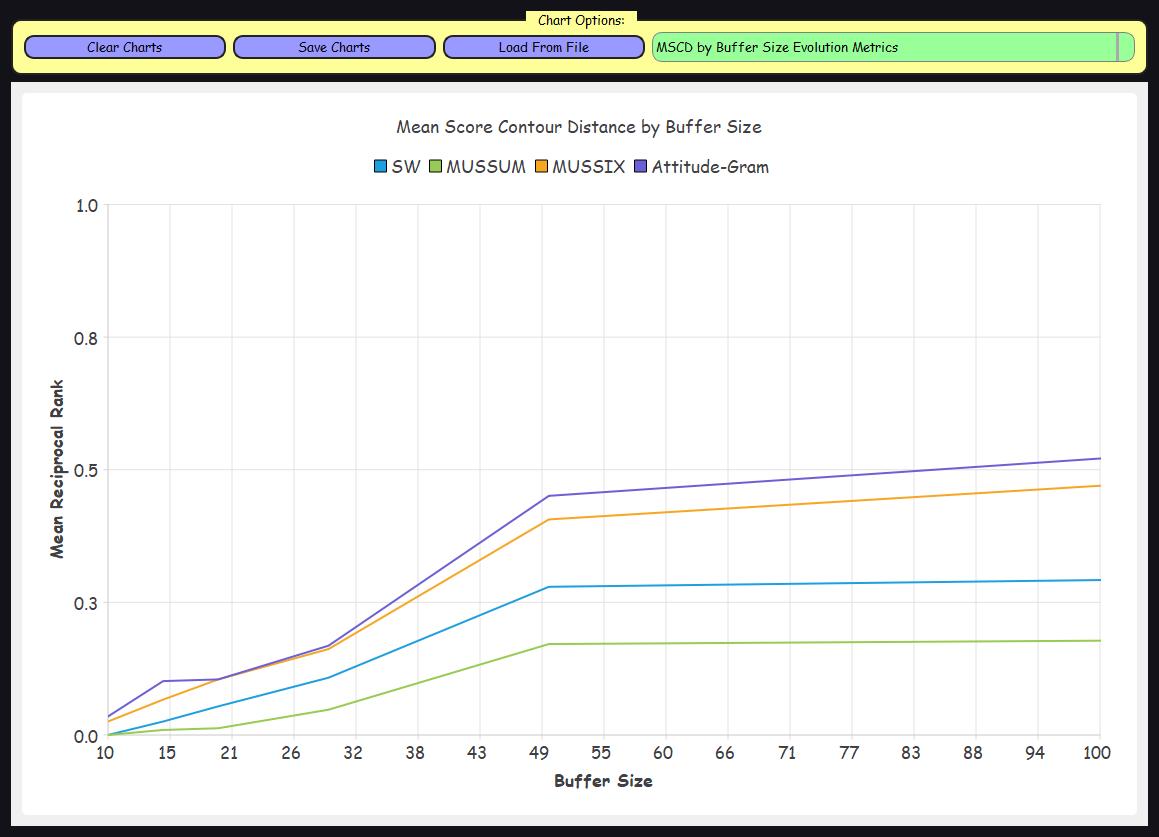 Chart Options:
Clear Charts
Save Charts
Load From File
MSCD by Buffer Size Evolution Metrics
Mean Score Contour Distance by Buffer Size
SW MUSSUM MUSSIX Attitude-Gram
1.0
0.8
0.5
0.3
0.0
Mean Reciprocal Rank
10 15 21 26 32 38 43 49 55 60 66 71 77 83 88 94 100
Buffer Size